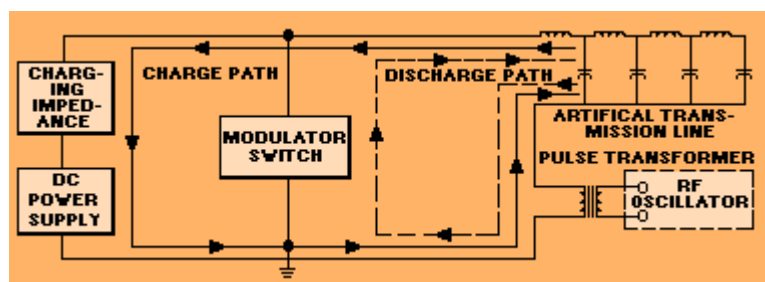 CHARG-
ING
IMPED-
ANCE
DC
POWER
SUPPLY
CHARGE PATH
MODULATOR
SWITCH
DISCHARGE PATH
ARTIFICAL TRANS-
MISSION LINE
PULSE TRANSFORMER
RF
OSCILLATOR